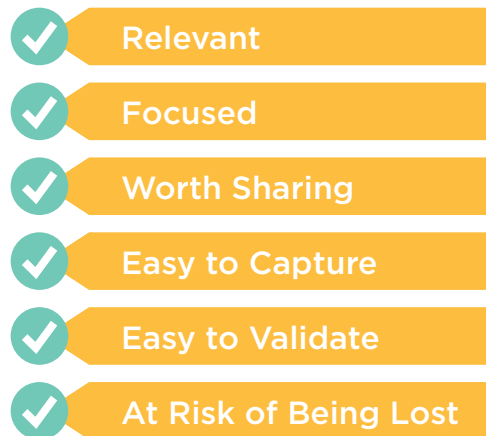 Relevant
Focused
Worth Sharing
Easy to Capture
Easy to Validate
At Risk of Being Lost